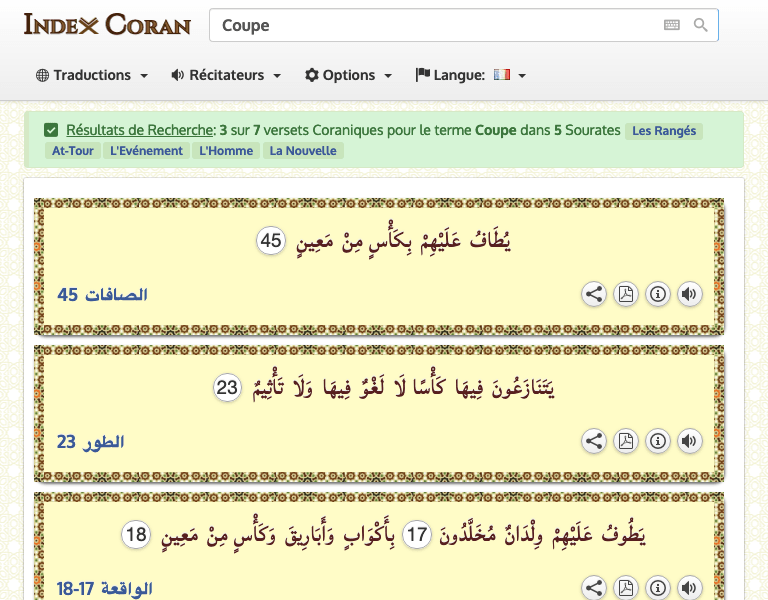 INDEX CORAN
Coupe
Traductions Récitateurs Options Langue:
Résultats de Recherche: 3 sur 7 versets Coraniques pour le terme Coupe dans 5 Sourates Les Rangés
At-Tour L'Evénement L'Homme La Nouvelle
يُطَافُ عَلَيْهِمْ بِكَأْسٍ مِنْ مَعِينٍ 45
الصافات 45
يَتَنَازَعُونَ فِيهَا كَأْسًا لَا لَغْوٌ فِيهَا وَلَا تَأْثِيمٌ 23
الطور 23
يَطُوفُ عَلَيْهِمْ وِلْدَانٌ مُخَلَّدُونَ 17 بِأَكْوَابٍ وَأَبَارِيقَ وَكَأْسٍ مِنْ مَعِينٍ 18
الواقعة 17-18